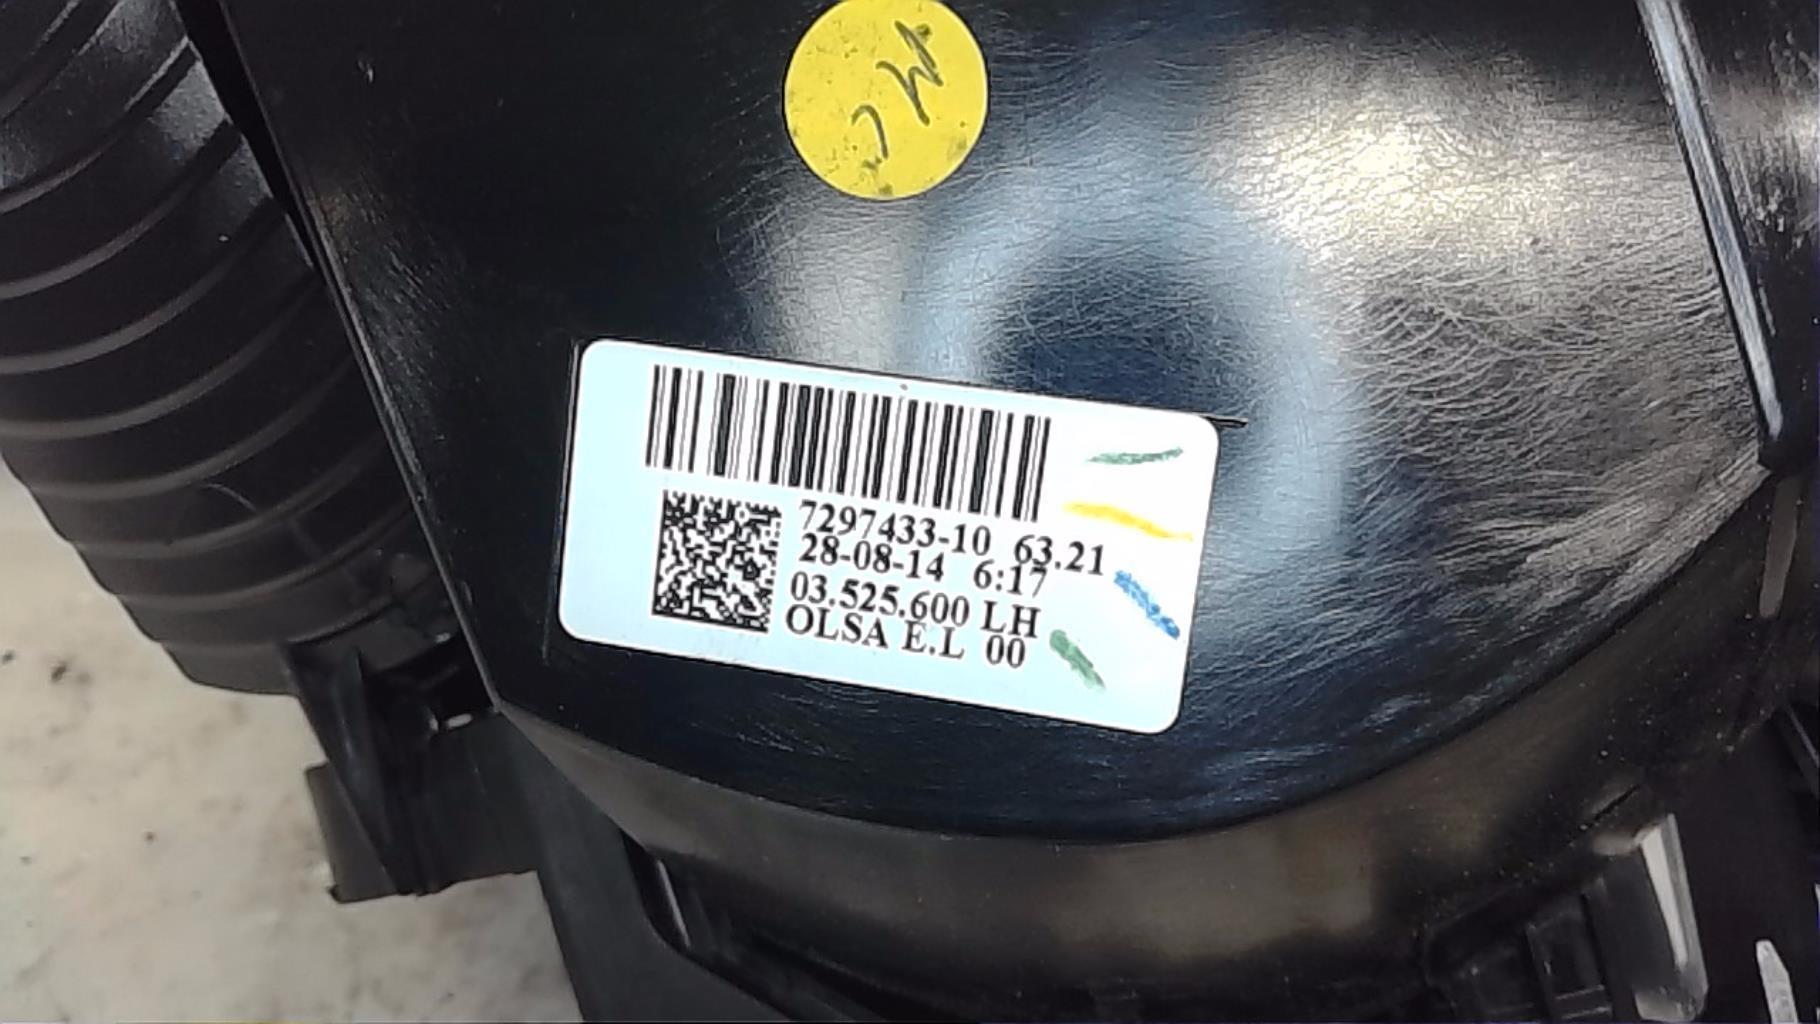 7297433-10 63.21
28-08-14 6:17
03.525.600 LH
OLSA E.L 00